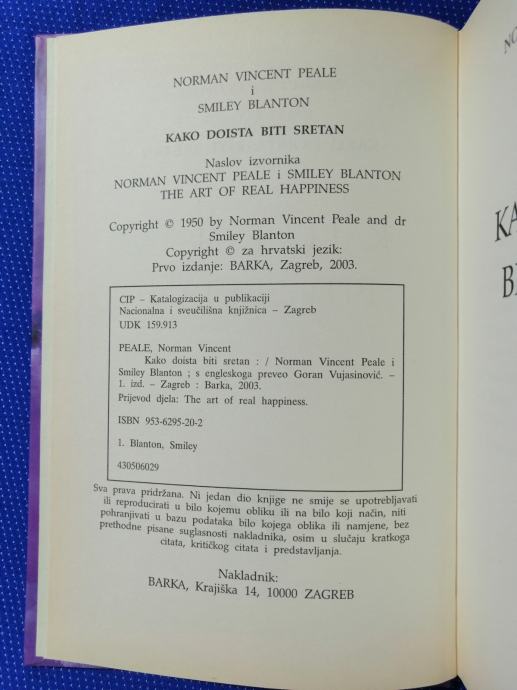 NORMAN VINCENT PEALE
i
SMILEY BLANTON
KAKO DOISTA BITI SRETAN
Naslov izvornika
NORMAN VINCENT PEALE i SMILEY BLANTON
THE ART OF REAL HAPPINESS
Copyright © 1950 by Norman Vincent Peale and dr
Smiley Blanton
Copyright © za hrvatski jezik:
Prvo izdanje: BARKA, Zagreb, 2003.
CIP – Katalogizacija u publikaciji
Nacionalna i sveučilišna knjižnica – Zagreb
UDK 159.913
PEALE, Norman Vincent
Kako doista biti sretan : / Norman Vincent Peale i
Smiley Blanton ; s engleskoga preveo Goran Vujasinović. –
1. izd. – Zagreb : Barka, 2003.
Prijevod djela: The art of real happiness.
ISBN 953-6295-20-2
1. Blanton, Smiley
430506029
Sva prava pridržana. Ni jedan dio knjige ne smije se upotrebljavati
ili reproducirati u bilo kojemu obliku ili na bilo koji način, niti
pohranjivati u bazu podataka bilo kojega oblika ili namjene, bez
prethodne pisane suglasnosti nakladnika, osim u slučaju kratkoga
citata, kritičkog citata i predstavljanja.
Nakladnik:
BARKA, Krajiška 14, 10000 ZAGREB